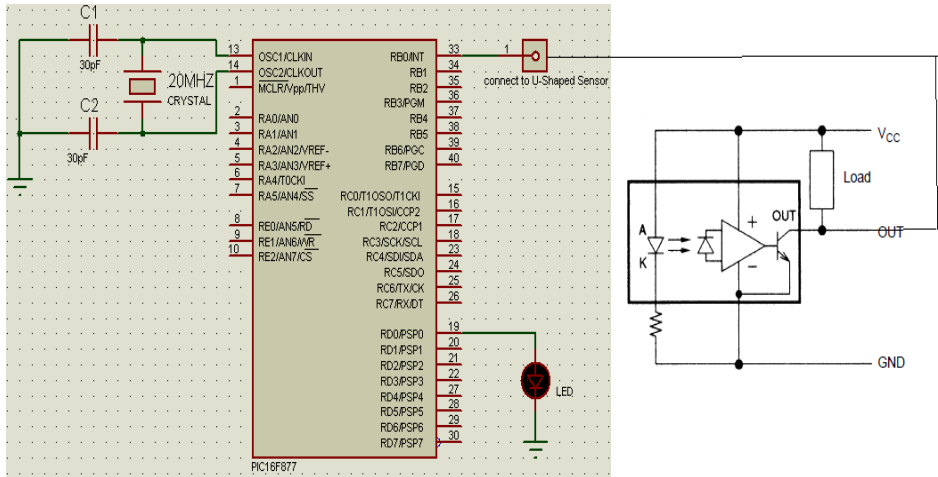 C1
30pF
20MHZ
CRYSTAL
C2
30pF
13 OSC1/CLKIN
14 OSC2/CLKOUT
1 MCLR/Vpp/THV
2 RA0/AN0
3 RA1/AN1
4 RA2/AN2/VREF-
5 RA3/AN3/VREF+
6 RA4/T0CKI
7 RA5/AN4/SS
8 RE0/AN5/RD
9 RE1/AN6/WR
10 RE2/AN7/CS
RB0/INT 33
RB1 34
RB2 35
RB3/PGM 36
RB4 37
RB5 38
RB6/PGC 39
RB7/PGD 40
RC0/T1OSO/T1CKI 15
RC1/T1OSI/CCP2 16
RC2/CCP1 17
RC3/SCK/SCL 18
RC4/SDI/SDA 23
RC5/SDO 24
RC6/TX/CK 25
RC7/RX/DT 26
RD0/PSP0 19
RD1/PSP1 20
RD2/PSP2 21
RD3/PSP3 22
RD4/PSP4 27
RD5/PSP5 28
RD6/PSP6 29
RD7/PSP7 30
PIC16F877
1
connect to U-Shaped Sensor
LED
VCC
Load
A
K
+
−
OUT
OUT
GND